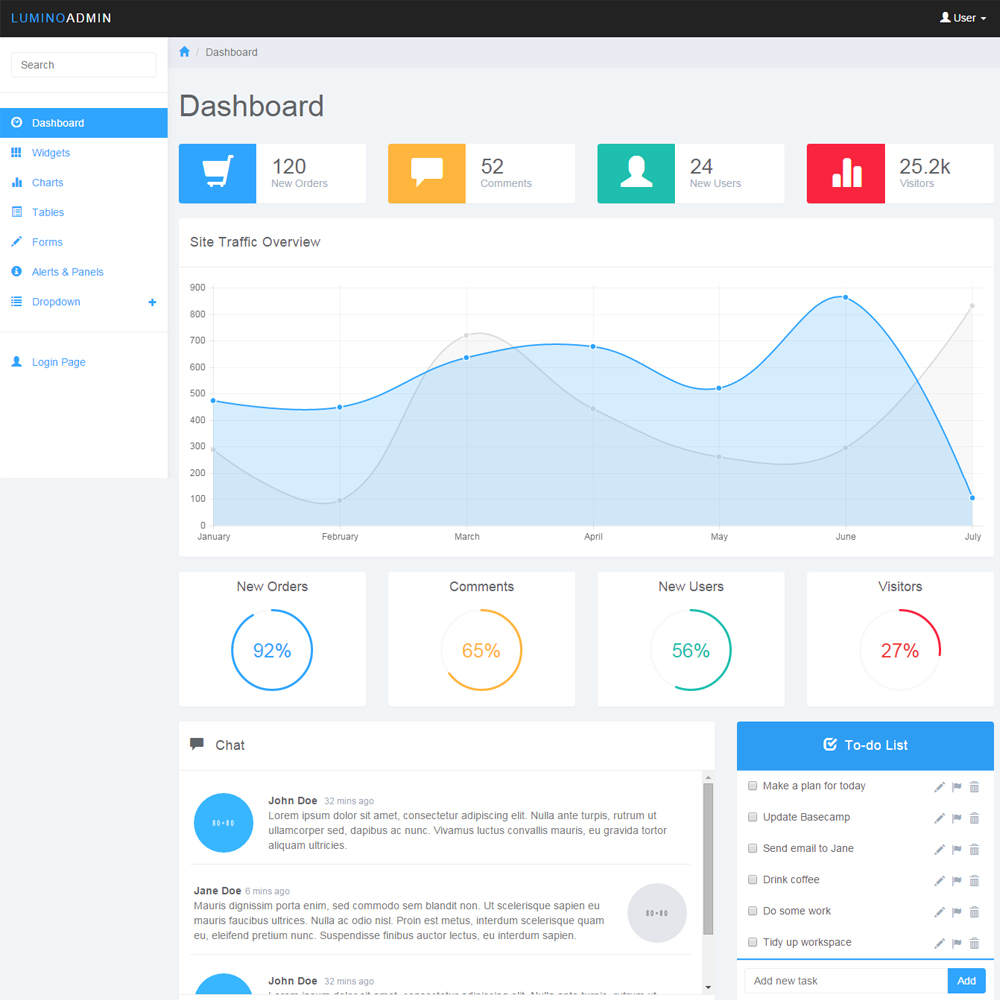 LUMINOADMIN
User
Search
Dashboard
Widgets
Charts
Tables
Forms
Alerts & Panels
Dropdown
Login Page
/ Dashboard
Dashboard
120
New Orders
52
Comments
24
New Users
25.2k
Visitors
Site Traffic Overview
900
800
700
600
500
400
300
200
100
0
January February March April May June July
New Orders
92%
Comments
65%
New Users
56%
Visitors
27%
Chat
80×80
John Doe 32 mins ago
Lorem ipsum dolor sit amet, consectetur adipiscing elit. Nulla ante turpis, rutrum ut
ullamcorper sed, dapibus ac nunc. Vivamus luctus convallis mauris, eu gravida tortor
aliquam ultricies.
Jane Doe 6 mins ago
Mauris dignissim porta enim, sed commodo sem blandit non. Ut scelerisque sapien eu
mauris faucibus ultrices. Nulla ac odio nisl. Proin est metus, interdum scelerisque quam
eu, eleifend pretium nunc. Suspendisse finibus auctor lectus, eu interdum sapien.
80×80
John Doe 32 mins ago
To-do List
Make a plan for today
Update Basecamp
Send email to Jane
Drink coffee
Do some work
Tidy up workspace
Add new task
Add